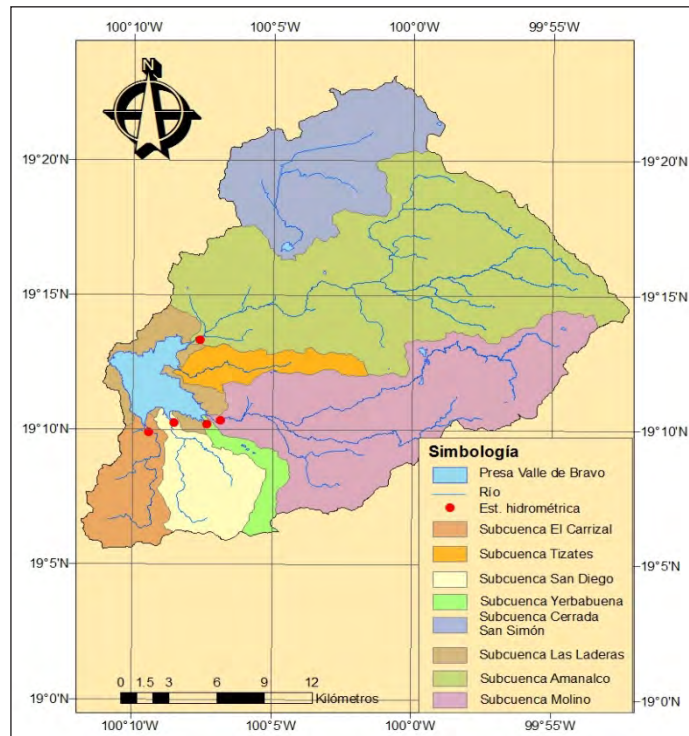 100°10'W 100°5'W 100°0'W 99°55'W
N
19°20'N 19°20'N
19°15'N 19°15'N
19°10'N 19°10'N
Simbología
Presa Valle de Bravo
Río
Est. hidrométrica
Subcuenca El Carrizal
Subcuenca Tizates
Subcuenca San Diego
Subcuenca Yerbabuena
Subcuenca Cerrada
San Simón
Subcuenca Las Laderas
Subcuenca Amanalco
Subcuenca Molino
19°5'N 19°5'N
0 1.5 3 6 9 12
Kilómetros
19°0'N 19°0'N
100°10'W 100°5'W 100°0'W 99°55'W